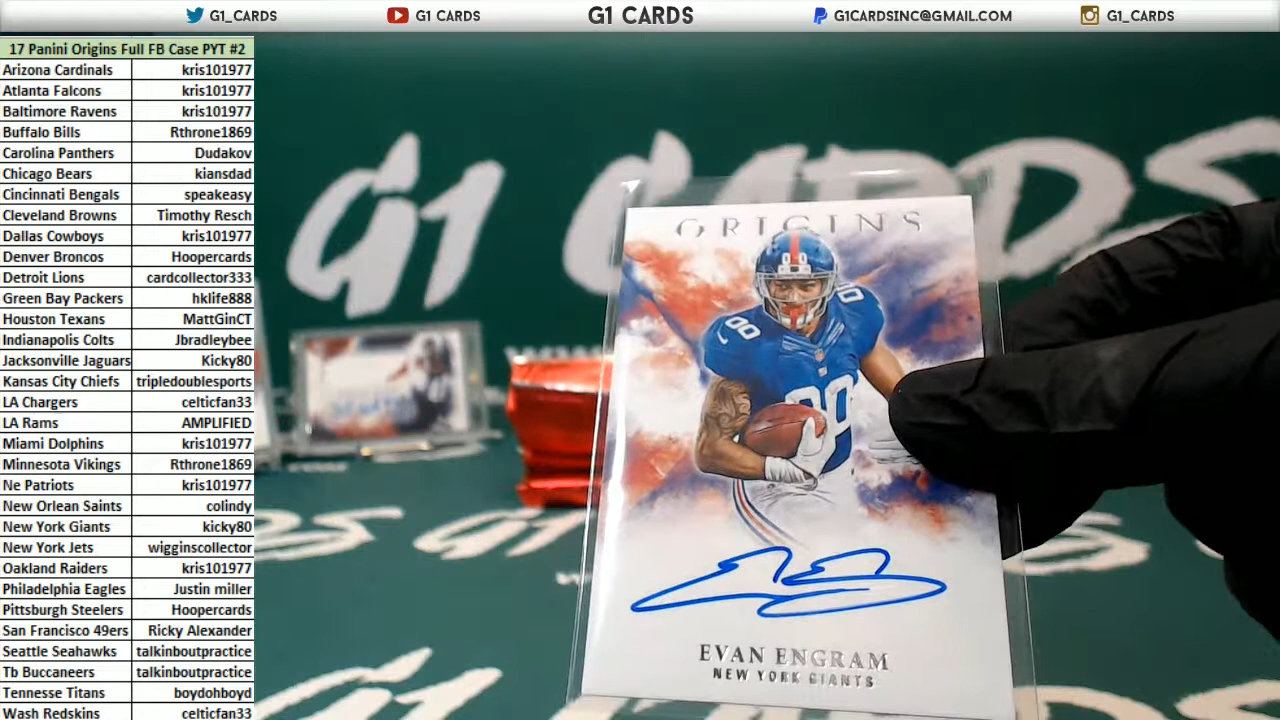 G1_CARDS
G1 CARDS
G1 CARDS
G1CARDSINC@GMAIL.COM
G1_CARDS
17 Panini Origins Full FB Case PYT #2
Arizona Cardinals kris101977
Atlanta Falcons kris101977
Baltimore Ravens kris101977
Buffalo Bills Rthrone1869
Carolina Panthers Dudakov
Chicago Bears kiansdad
Cincinnati Bengals speakeasy
Cleveland Browns Timothy Resch
Dallas Cowboys kris101977
Denver Broncos Hoopercards
Detroit Lions cardcollector333
Green Bay Packers hklife888
Houston Texans MattGinCT
Indianapolis Colts Jbradleybee
Jacksonville Jaguars Kicky80
Kansas City Chiefs tripledoublesports
LA Chargers celticfan33
LA Rams AMPLIFIED
Miami Dolphins kris101977
Minnesota Vikings Rthrone1869
Ne Patriots kris101977
New Orlean Saints colindy
New York Giants kicky80
New York Jets wigginscollector
Oakland Raiders kris101977
Philadelphia Eagles Justin miller
Pittsburgh Steelers Hoopercards
San Francisco 49ers Ricky Alexander
Seattle Seahawks talkinboutpractice
Tb Buccaneers talkinboutpractice
Tennesse Titans boydohboyd
Wash Redskins celticfan33
G1 CARDS
ORIGINS
00
80
80
EVAN ENGRAM
NEW YORK GIANTS